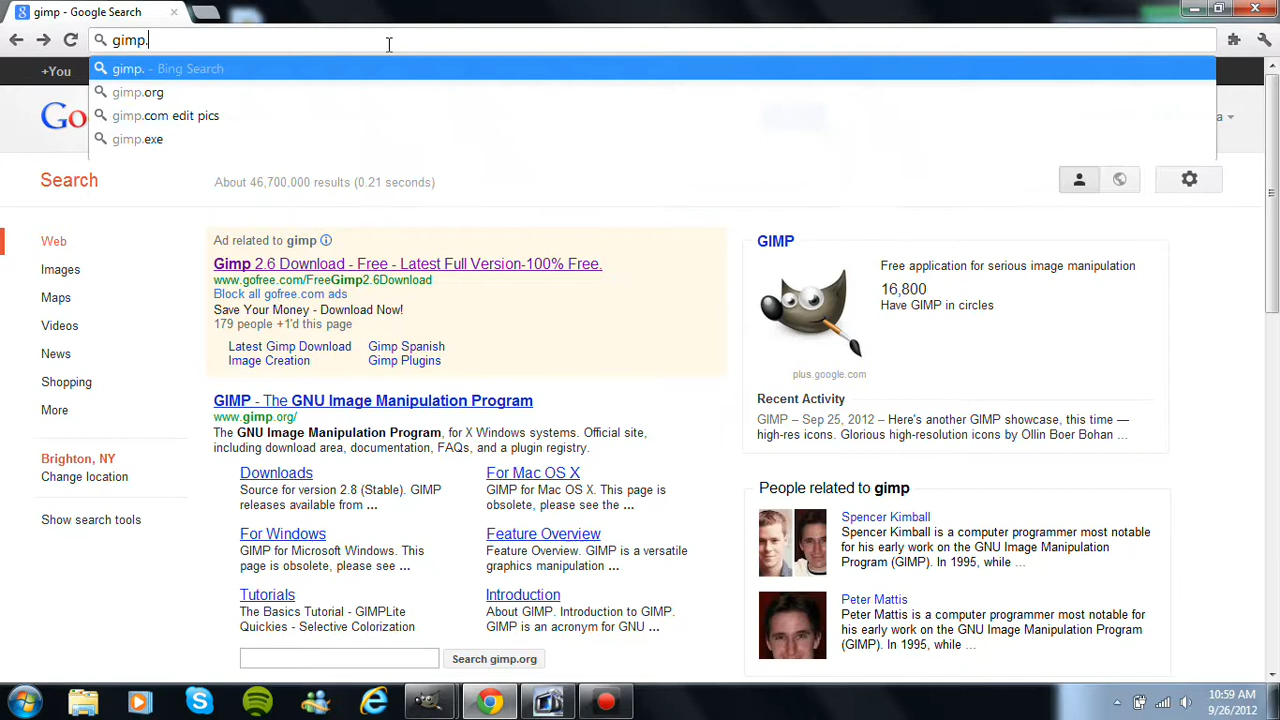 gimp - Google Search
gimp.
gimp. - Bing Search
gimp.org
gimp.com edit pics
gimp.exe
+You
Go
a
Search
About 46,700,000 results (0.21 seconds)
Web
Images
Maps
Videos
News
Shopping
More
Brighton, NY
Change location
Show search tools
Ad related to gimp
Gimp 2.6 Download - Free - Latest Full Version-100% Free.
www.gofree.com/FreeGimp2.6Download
Block all gofree.com ads
Save Your Money - Download Now!
179 people +1'd this page
Latest Gimp Download Gimp Spanish
Image Creation Gimp Plugins
GIMP - The GNU Image Manipulation Program
www.gimp.org/
The GNU Image Manipulation Program, for X Windows systems. Official site,
including download area, documentation, FAQs, and a plugin registry.
Downloads
Source for version 2.8 (Stable). GIMP
releases available from ...
For Mac OS X
GIMP for Mac OS X. This page is
obsolete, please see the ...
For Windows
GIMP for Microsoft Windows. This
page is obsolete, please see ...
Feature Overview
Feature Overview. GIMP is a versatile
graphics manipulation ...
Tutorials
The Basics Tutorial - GIMPLite
Quickies - Selective Colorization
Introduction
About GIMP. Introduction to GIMP.
GIMP is an acronym for GNU ...
Search gimp.org
GIMP
Free application for serious image manipulation
16,800
Have GIMP in circles
plus.google.com
Recent Activity
GIMP – Sep 25, 2012 – Here's another GIMP showcase, this time —
high-res icons. Glorious high-resolution icons by Ollin Boer Bohan ...
People related to gimp
Spencer Kimball
Spencer Kimball is a computer programmer most notable
for his early work on the GNU Image Manipulation
Program (GIMP). In 1995, while ...
Peter Mattis
Peter Mattis is a computer programmer most notable for
his early work on the GNU Image Manipulation Program
(GIMP). In 1995, while ...
10:59 AM
9/26/2012